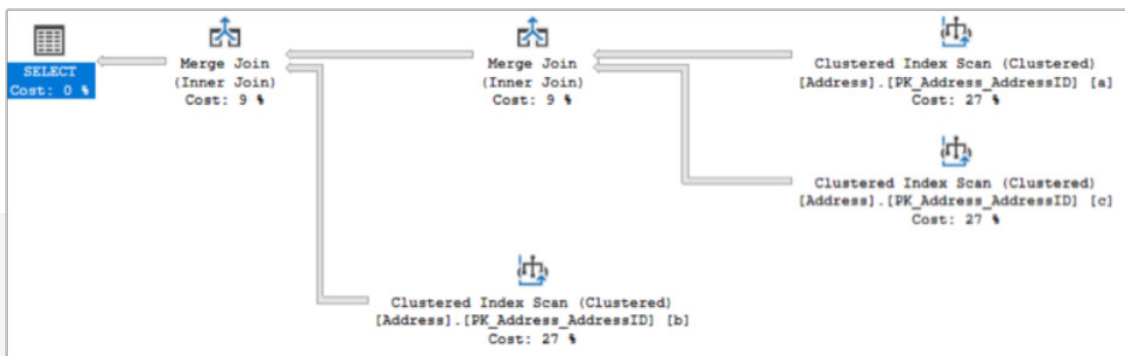 SELECT
Cost: 0 %
Merge Join
(Inner Join)
Cost: 9 %
Merge Join
(Inner Join)
Cost: 9 %
Clustered Index Scan (Clustered)
[Address].[PK_Address_AddressID] [a]
Cost: 27 %
Clustered Index Scan (Clustered)
[Address].[PK_Address_AddressID] [c]
Cost: 27 %
Clustered Index Scan (Clustered)
[Address].[PK_Address_AddressID] [b]
Cost: 27 %